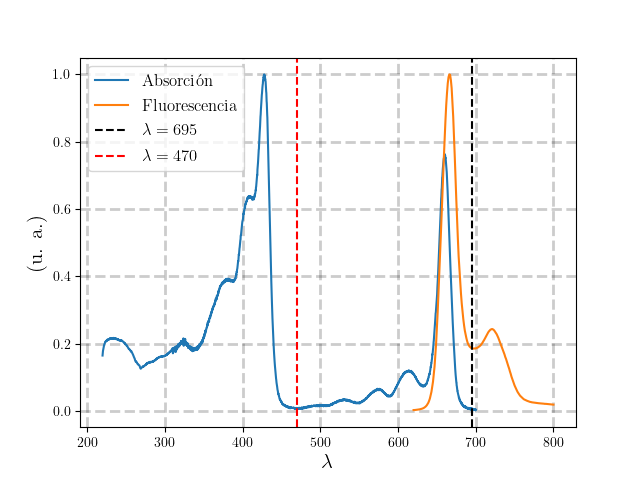 1.0
0.8
0.6
0.4
0.2
0.0
(u. a.)
Absorción
Fluorescencia
λ = 695
λ = 470
200 300 400 500 600 700 800
λ